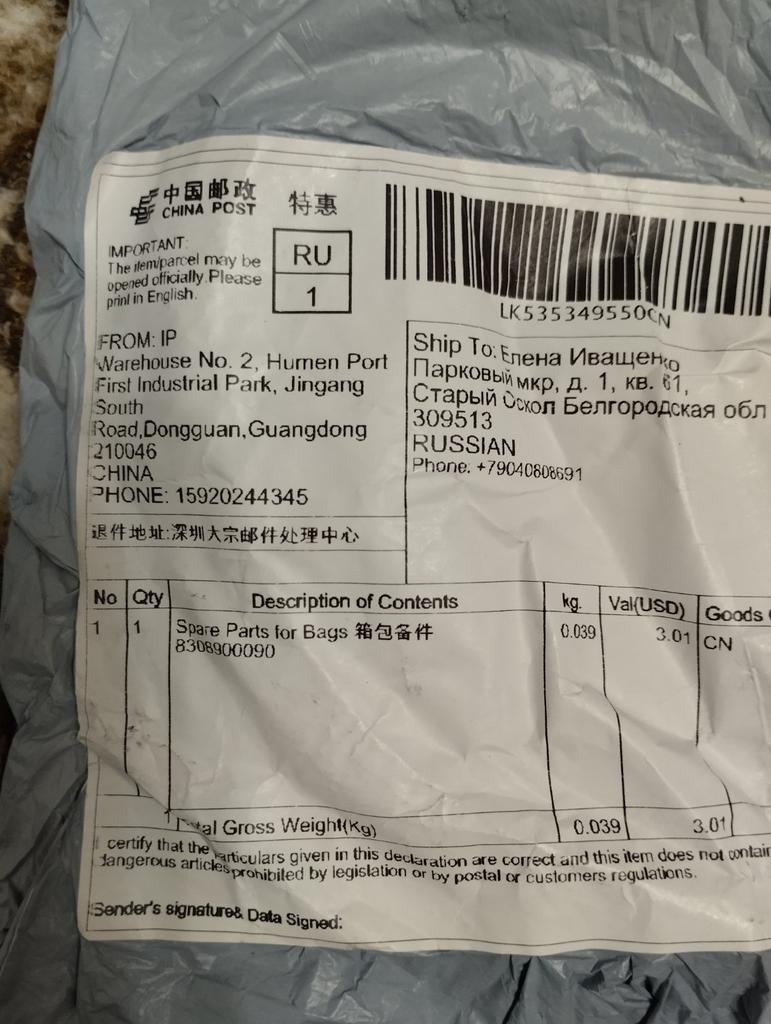 中国邮政
CHINA POST
特惠
IMPORTANT:
The item/parcel may be
opened officially.Please
print in English.
RU
1
LK535349550CN
FROM: IP
Warehouse No. 2, Humen Port
First Industrial Park, Jingang
South
Road,Dongguan,Guangdong
210046
CHINA
PHONE: 15920244345
Ship To: Елена Иващенко
Парковый мкр, д. 1, кв. 61,
Старый Оскол Белгородская обл
309513
RUSSIAN
Phone: +79040808691
退件地址:深圳大宗邮件处理中心
No Qty Description of Contents kg. Val(USD) Goods
1 1 Spare Parts for Bags 箱包备件 0.039 3.01 CN
8308900090
Total Gross Weight(Kg) 0.039 3.01
I certify that the particulars given in this declaration are correct and this item does not contain
dangerous articles prohibited by legislation or by postal or customers regulations.
Sender's signature& Data Signed: